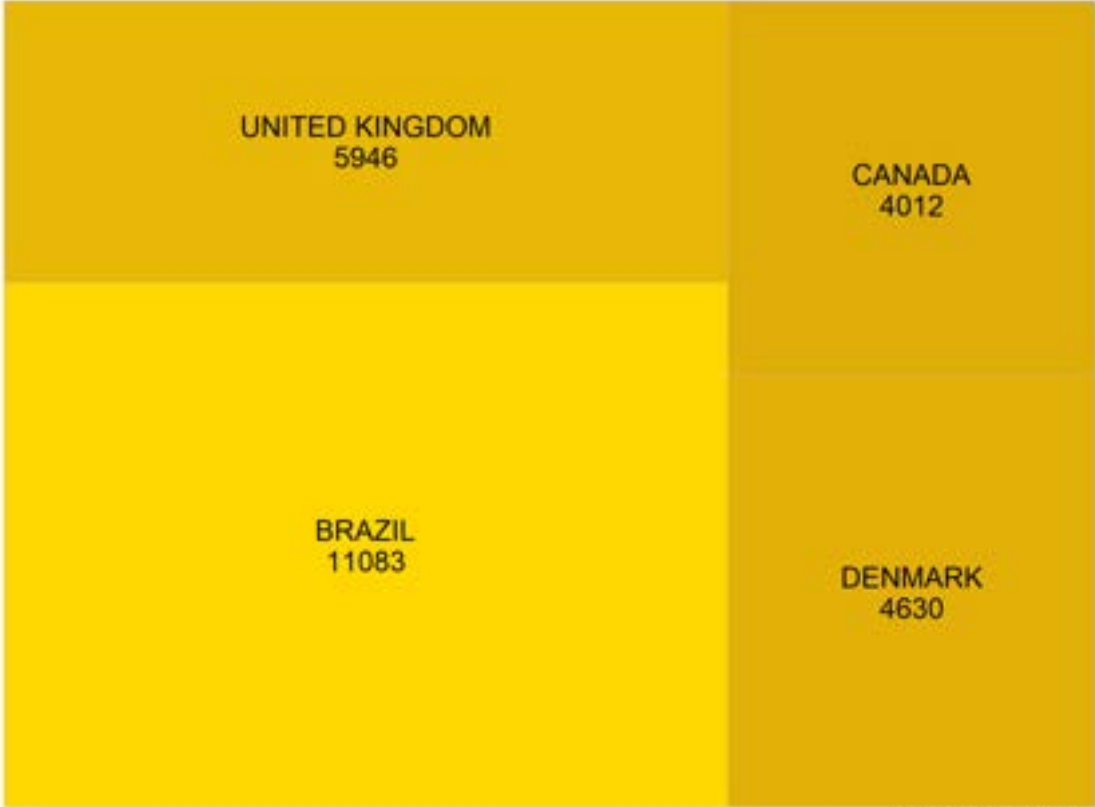 UNITED KINGDOM
5946
CANADA
4012
BRAZIL
11083
DENMARK
4630